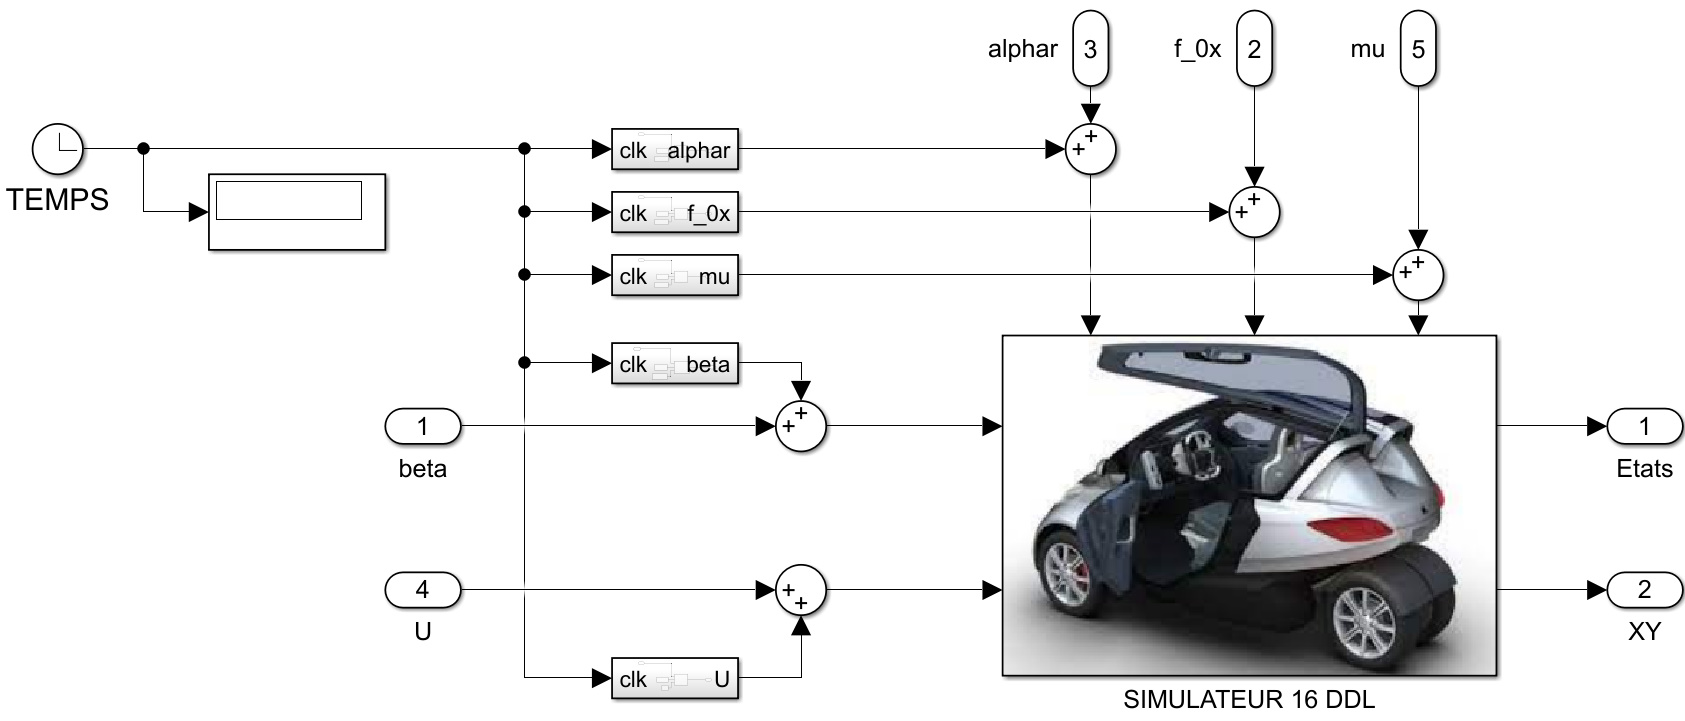 alphar 3 f_0x 2 mu 5
+
+
TEMPS
clk alphar
+
+
clk f_0x
+
+
clk mu
clk beta
+
+
1
beta
1
Etats
4
U
+
+
2
XY
clk U
SIMULATEUR 16 DDL